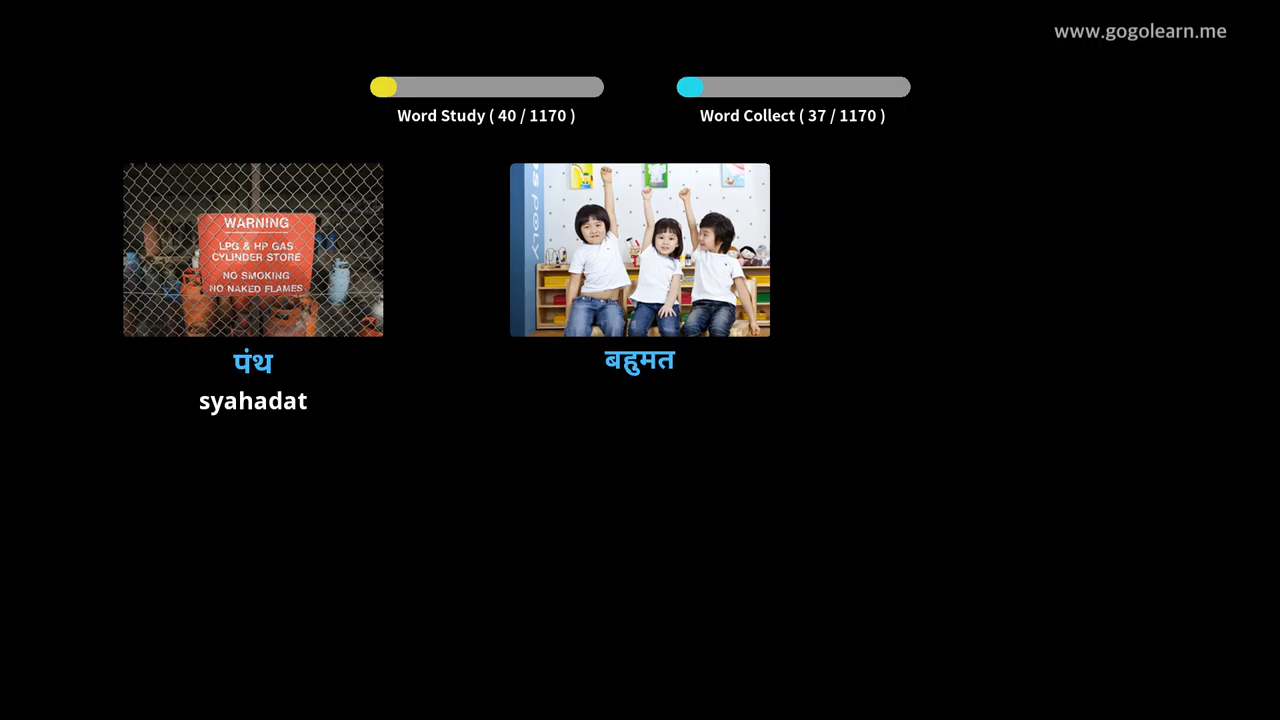 www.gogolearn.me
Word Study ( 40 / 1170 )
Word Collect ( 37 / 1170 )
WARNING
LPG & HP GAS
CYLINDER STORE
NO SMOKING
NO NAKED FLAMES
POLY
पंथ
बहुमत
syahadat